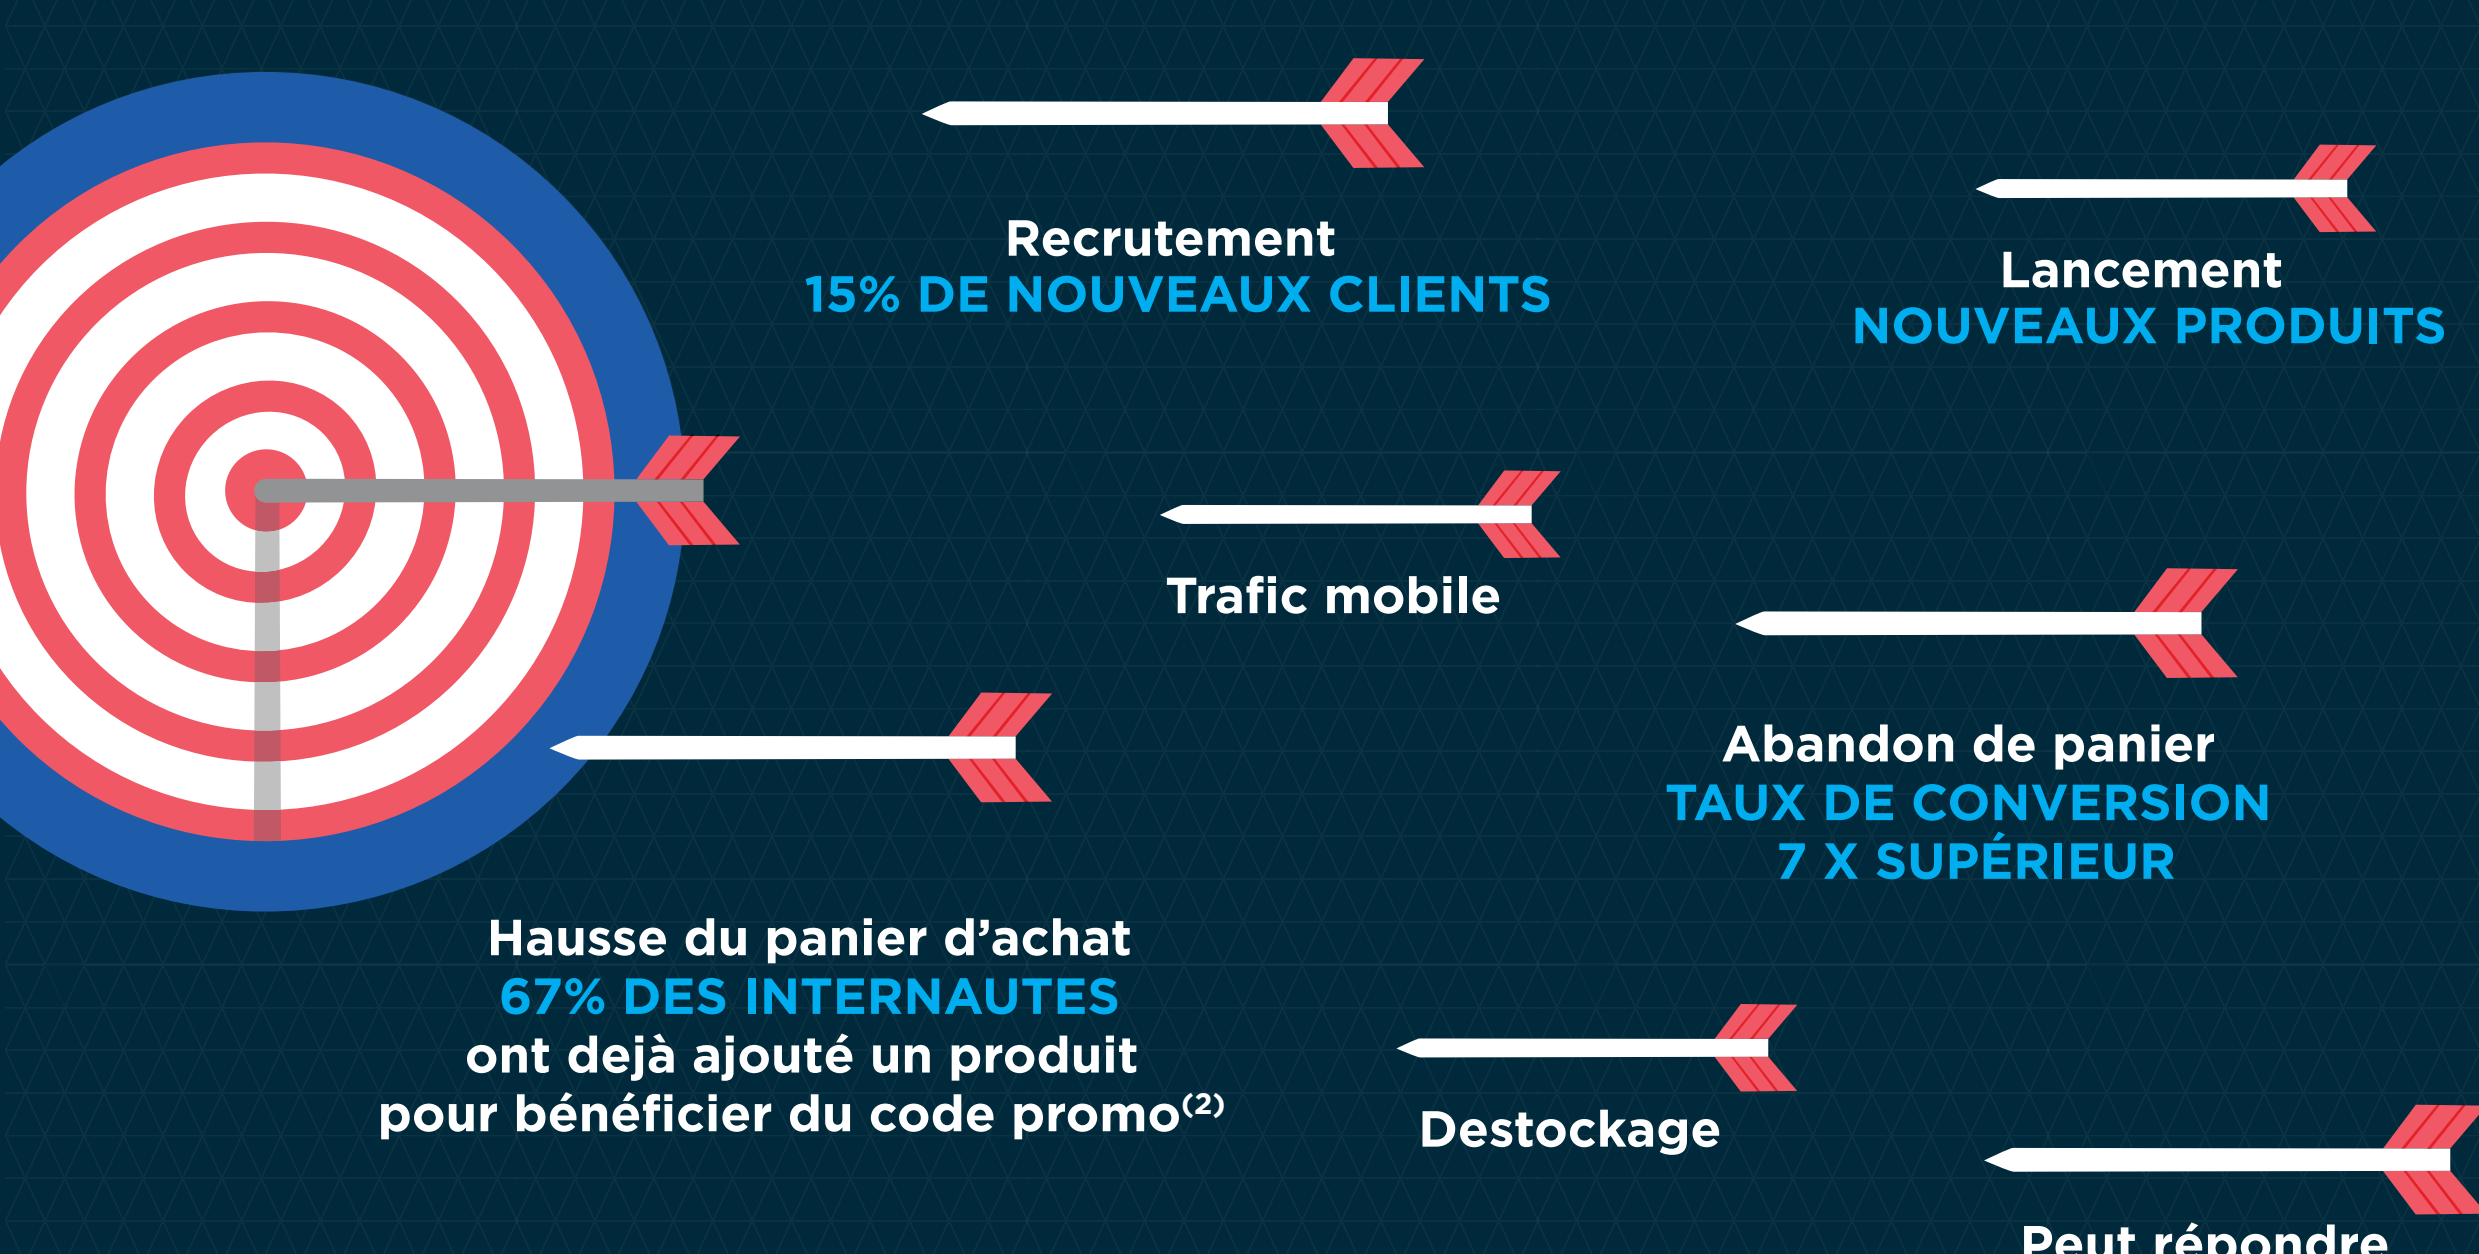 Recrutement
15% DE NOUVEAUX CLIENTS
Lancement
NOUVEAUX PRODUITS
Trafic mobile
Abandon de panier
TAUX DE CONVERSION
7 X SUPÉRIEUR
Hausse du panier d’achat
67% DES INTERNAUTES
ont dejà ajouté un produit
pour bénéficier du code promo(2)
Destockage
Peut répondre